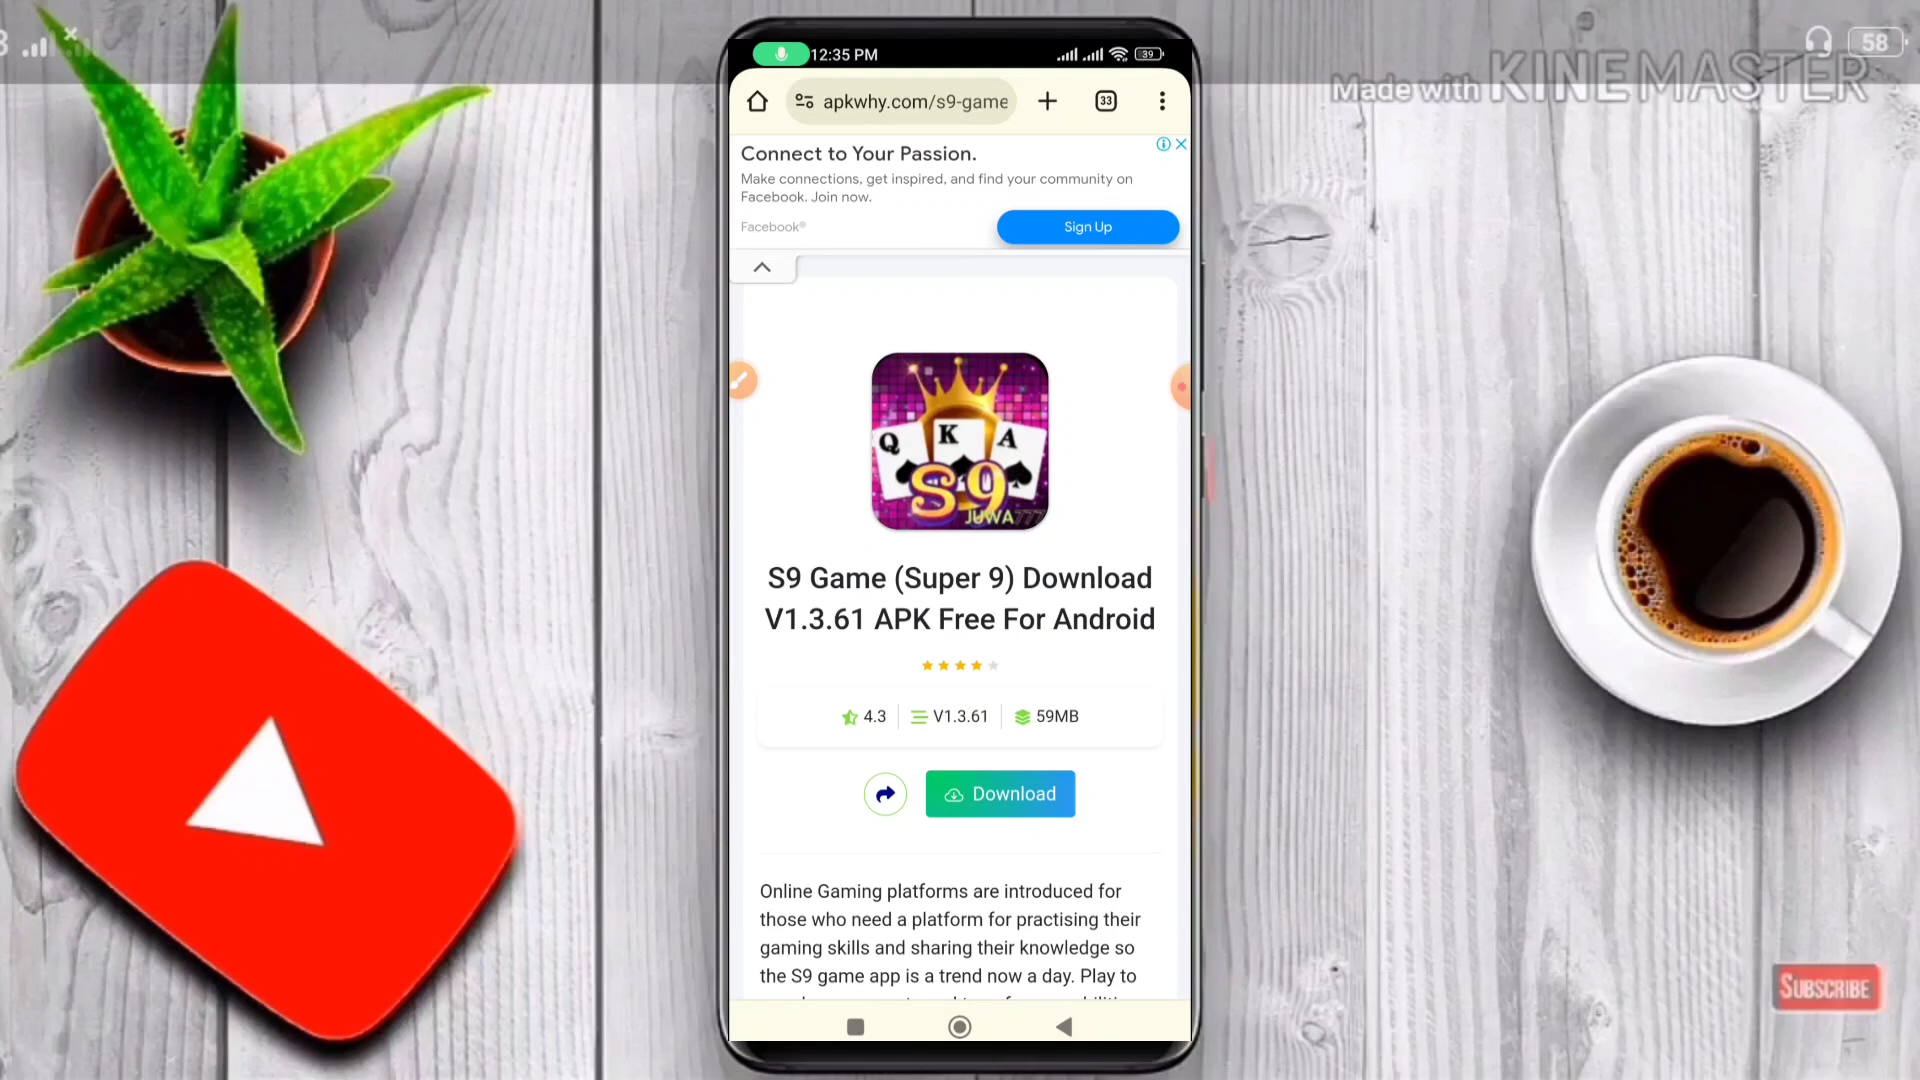 3
58
Made with KINEMASTER
12:35 PM
39
apkwhy.com/s9-game
33
Connect to Your Passion.
Make connections, get inspired, and find your community on
Facebook. Join now.
Facebook®
Sign Up
Q K A
S9
JUWA777
S9 Game (Super 9) Download
V1.3.61 APK Free For Android
4.3
V1.3.61
59MB
Download
Online Gaming platforms are introduced for
those who need a platform for practising their
gaming skills and sharing their knowledge so
the S9 game app is a trend now a day. Play to
SUBSCRIBE